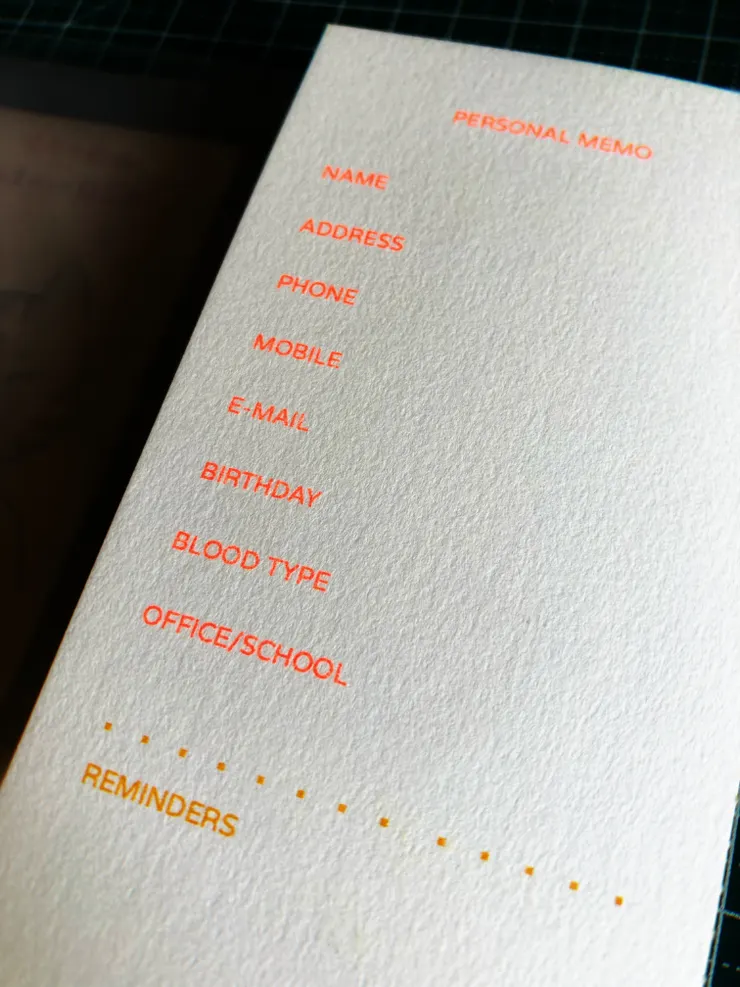 PERSONAL MEMO
NAME
ADDRESS
PHONE
MOBILE
E-MAIL
BIRTHDAY
BLOOD TYPE
OFFICE/SCHOOL
REMINDERS